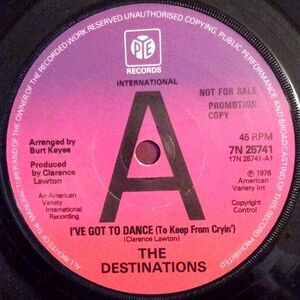 THE MANUFACTURER AND OF THE OWNER OF THE RECORDED WORK RESERVED UNAUTHORISED COPYING, PUBLIC PERFORMANCE AND BROADCASTING OF THIS RECORD PROHIBITED
PYE
RECORDS
INTERNATIONAL
A
NOT FOR SALE
PROMOTION
COPY
Arranged by
Burt Keyes
Produced by
Clarence
Lawton
45 RPM
7N 25741
(7N 25741-A1
℗ 1976
American
Variety Int
An American
Variety
International
Recording
Copyright
Control
I'VE GOT TO DANCE (To Keep From Cryin')
(Clarence Lawton)
THE
DESTINATIONS